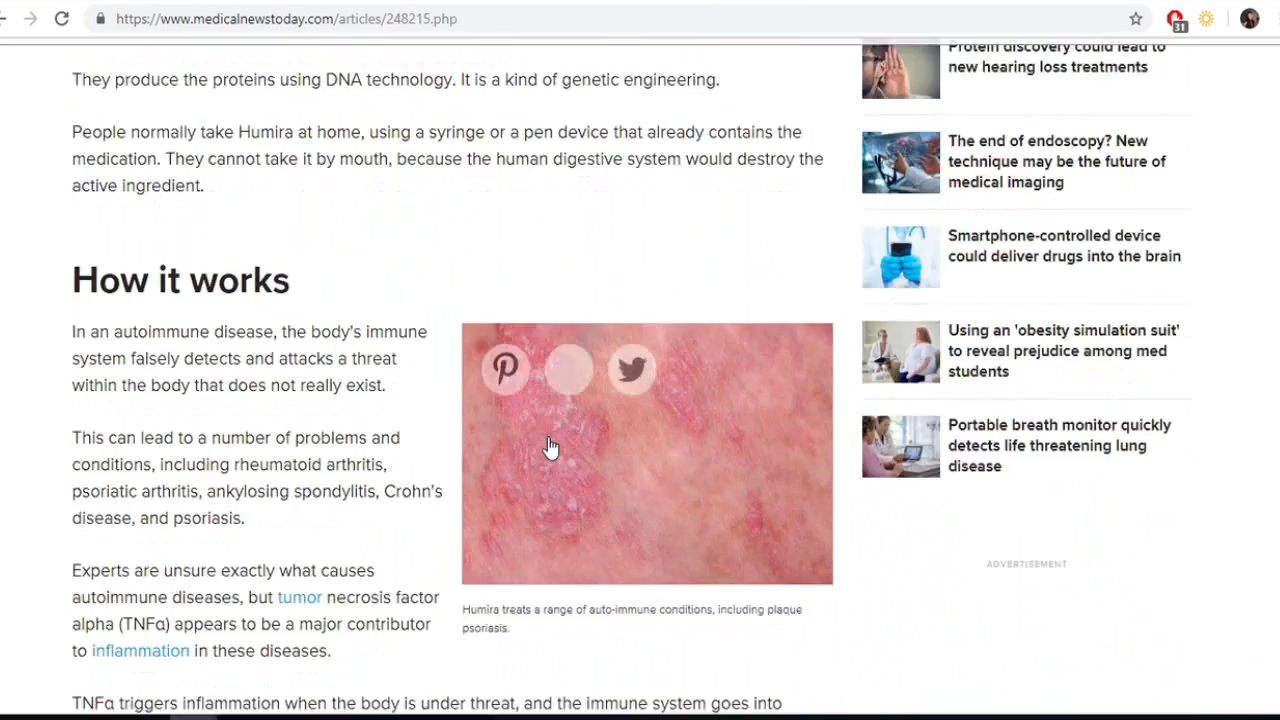 https://www.medicalnewstoday.com/articles/248215.php
31
They produce the proteins using DNA technology. It is a kind of genetic engineering.
People normally take Humira at home, using a syringe or a pen device that already contains the
medication. They cannot take it by mouth, because the human digestive system would destroy the
active ingredient.
How it works
In an autoimmune disease, the body's immune
system falsely detects and attacks a threat
within the body that does not really exist.
This can lead to a number of problems and
conditions, including rheumatoid arthritis,
psoriatic arthritis, ankylosing spondylitis, Crohn's
disease, and psoriasis.
Experts are unsure exactly what causes
autoimmune diseases, but tumor necrosis factor
alpha (TNFα) appears to be a major contributor
to inflammation in these diseases.
Humira treats a range of auto-immune conditions, including plaque
psoriasis.
TNFα triggers inflammation when the body is under threat, and the immune system goes into
Protein discovery could lead to
new hearing loss treatments
The end of endoscopy? New
technique may be the future of
medical imaging
Smartphone-controlled device
could deliver drugs into the brain
Using an 'obesity simulation suit'
to reveal prejudice among med
students
Portable breath monitor quickly
detects life threatening lung
disease
ADVERTISEMENT